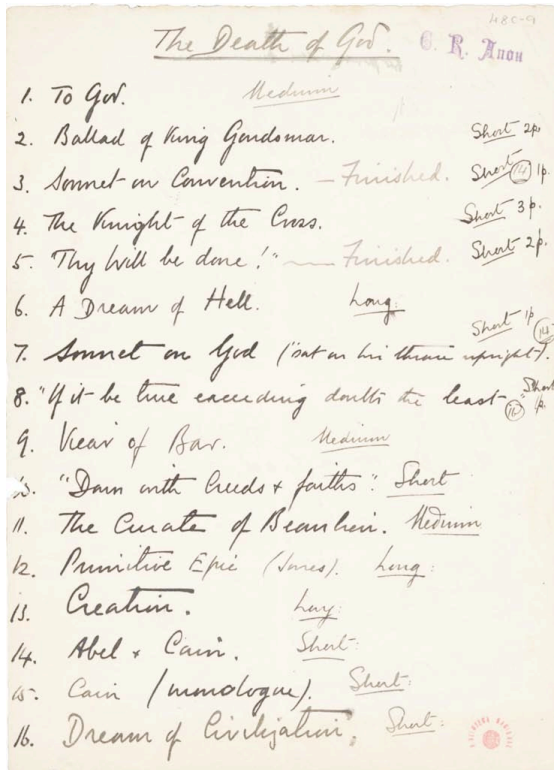 480-9
The Death of God.
C. R. Anon
1. To God. Medium
2. Ballad of King Gondomar. Short 2p.
3. Sonnet on Convention. — Finished. Short (14) 1p.
4. The Knight of the Cross. Short 3p.
5. "Thy Will be done!" — Finished. Short 2p.
6. A Dream of Hell. Long:
Short 1p (14)
7. Sonnet on God ("sat on his throne upright").
8. "If it be true exceeding doubts the least" (14) Short 1p.
9. Vicar of Bar. Medium
10. "Damn with Creeds & faiths". Short
11. The Curate of Beaulieu. Medium
12. Primitive Epic (Jones). Long:
13. Creation. Long:
14. Abel & Cain. Short:
15. Cain (monologue). Short:
16. Dream of Civilization. Short: